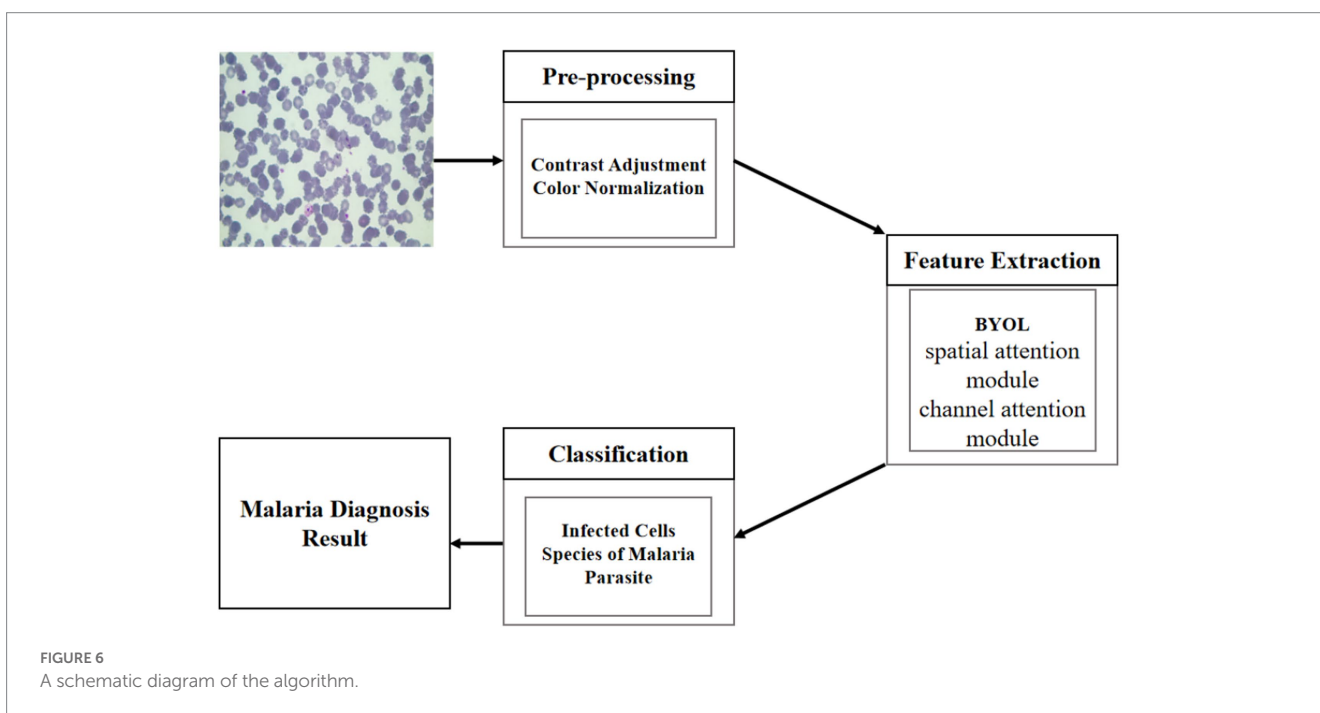 Pre-processing
Contrast Adjustment
Color Normalization
Feature Extraction
BYOL
spatial attention
module
channel attention
module
Classification
Infected Cells
Species of Malaria
Parasite
Malaria Diagnosis
Result
FIGURE 6
A schematic diagram of the algorithm.